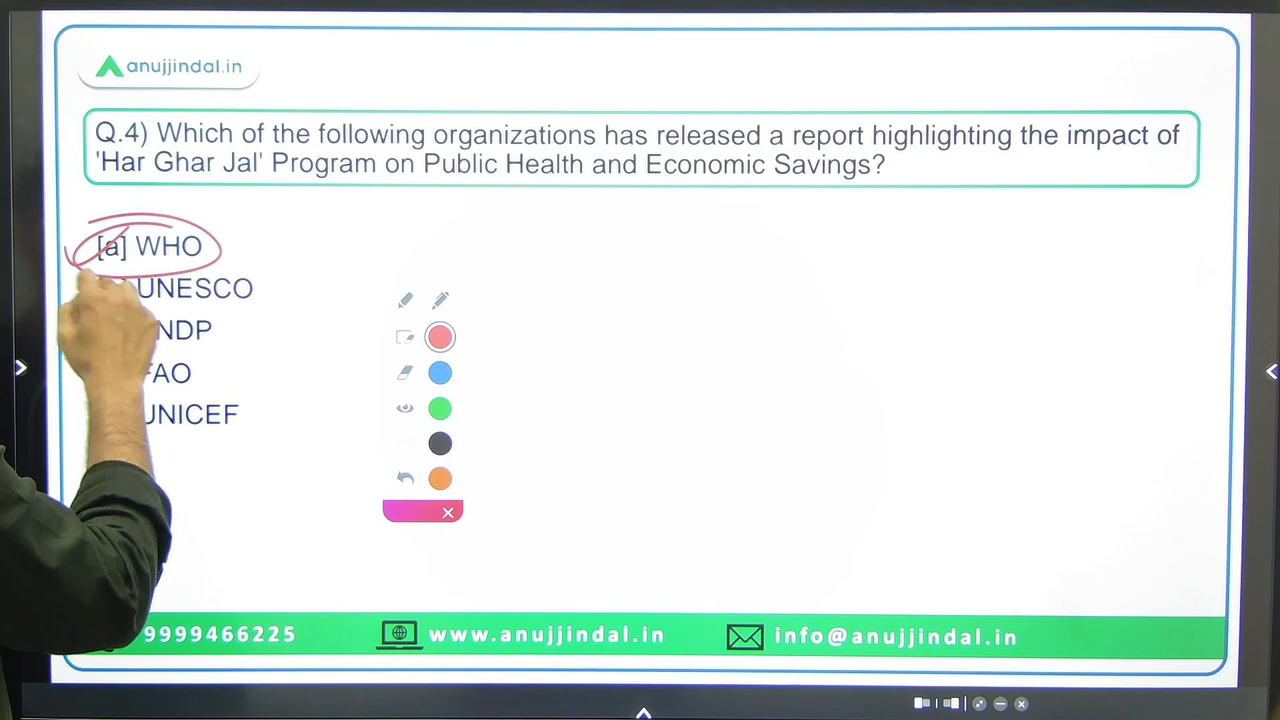 anujjindal.in
Q.4) Which of the following organizations has released a report highlighting the impact of
'Har Ghar Jal' Program on Public Health and Economic Savings?
[a] WHO
UNESCO
NDP
FAO
UNICEF
9999466225
www.anujjindal.in
info@anujjindal.in